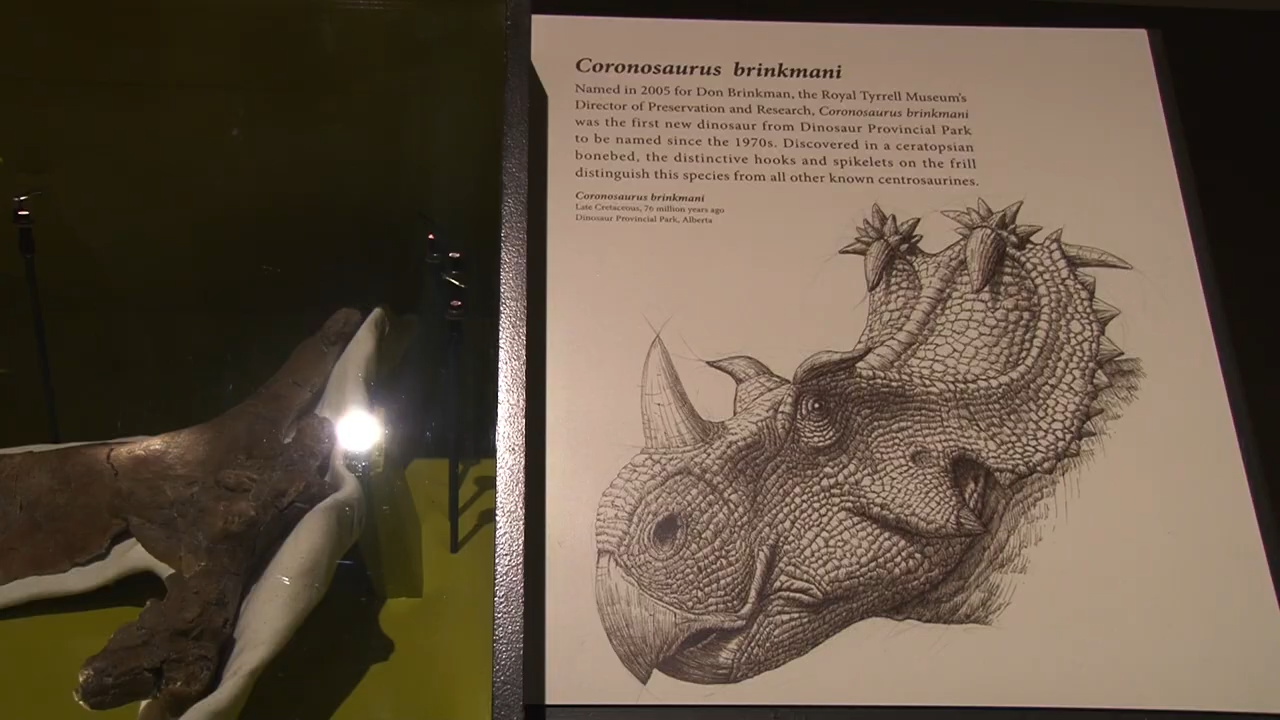 Coronosaurus brinkmani
Named in 2005 for Don Brinkman, the Royal Tyrrell Museum's
Director of Preservation and Research, Coronosaurus brinkmani
was the first new dinosaur from Dinosaur Provincial Park
to be named since the 1970s. Discovered in a ceratopsian
bonebed, the distinctive hooks and spikelets on the frill
distinguish this species from all other known centrosaurines.
Coronosaurus brinkmani
Late Cretaceous, 76 million years ago
Dinosaur Provincial Park, Alberta